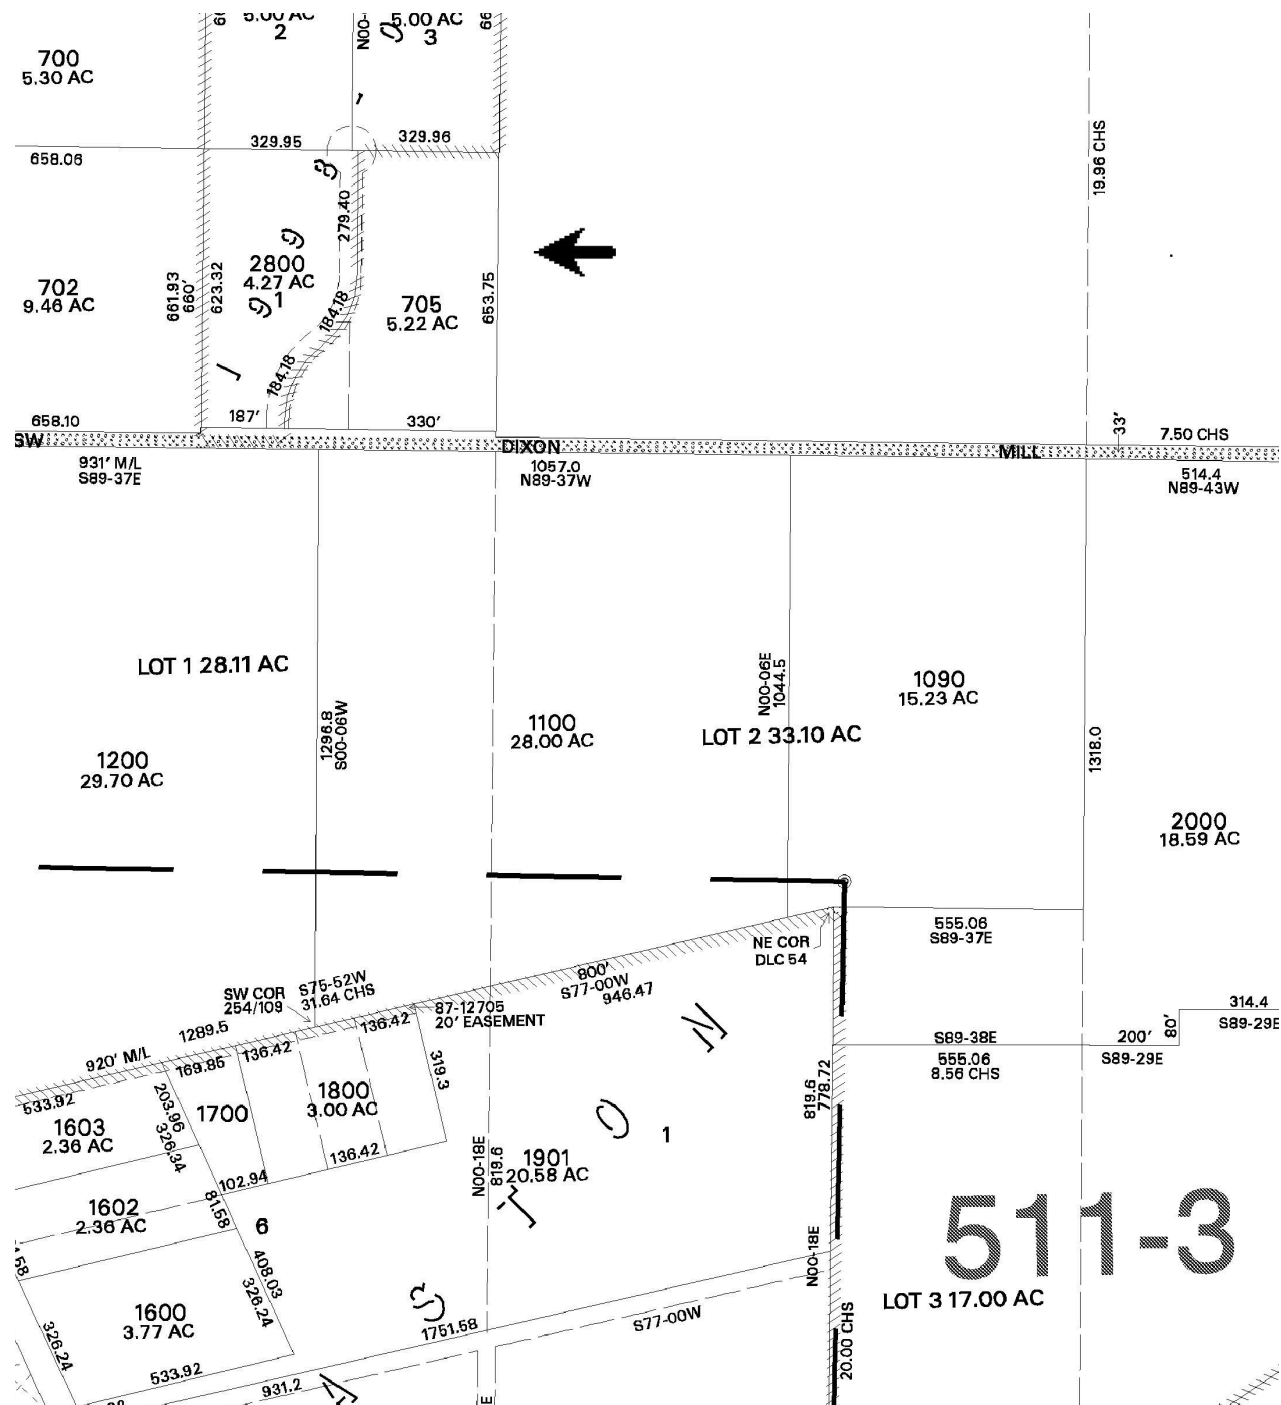 5.00 AC
2
N00-
5.00 AC
3
66
66
700
5.30 AC
329.95
329.96
658.06
19.96 CHS
279.40
2800
4.27 AC
1
702
9.46 AC
661.93
660'
623.32
184.18
184.18
705
5.22 AC
653.75
658.10
187'
330'
33'
7.50 CHS
SW
DIXON
MILL
931' M/L
S89-37E
1057.0
N89-37W
514.4
N89-43W
LOT 1 28.11 AC
1296.8
S00-06W
N00-06E
1044.5
1090
15.23 AC
1100
28.00 AC
LOT 2 33.10 AC
1200
29.70 AC
1318.0
2000
18.59 AC
555.06
S89-37E
NE COR
DLC 54
800'
S77-00W
946.47
S75-52W
31.64 CHS
SW COR
254/109
87-12705
20' EASEMENT
314.4
S89-29E
80'
200'
S89-29E
S89-38E
555.06
8.56 CHS
1289.5
920' M/L
169.85
136.42
136.42
319.3
533.92
1603
2.36 AC
203.96
326.34
1700
1800
3.00 AC
136.42
102.94
819.6
778.72
1
N00-18E
819.6
1901
20.58 AC
1602
2.36 AC
81.58
6
408.03
326.24
1600
3.77 AC
326.24
533.92
931.2
1751.58
S77-00W
N00-18E
20.00 CHS
511-3
LOT 3 17.00 AC
E